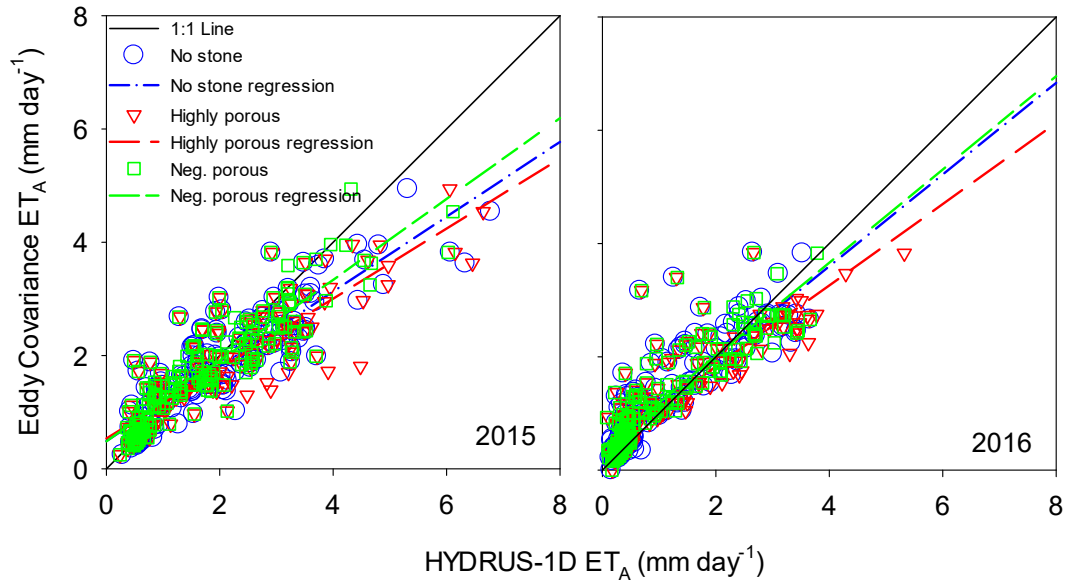 Eddy Covariance ET_A (mm day^-1)
8
6
4
2
0
1:1 Line
No stone
No stone regression
Highly porous
Highly porous regression
Neg. porous
Neg. porous regression
2015
2016
0 2 4 6 8 0 2 4 6 8
HYDRUS-1D ET_A (mm day^-1)